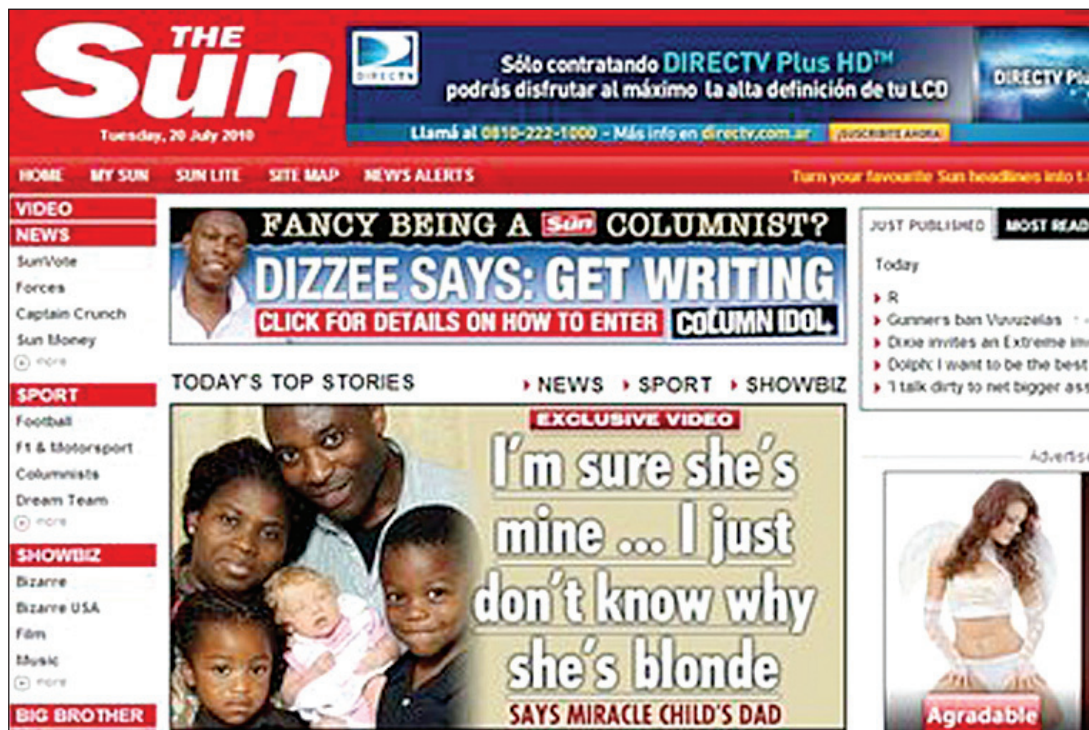 THE
Sun
Tuesday, 20 July 2010
DIRECTV
Sólo contratando DIRECTV Plus HD™
podrás disfrutar al máximo la alta definición de tu LCD
DIRECTV
Llamá al 0810-222-1000 - Más info en directv.com.ar ¡SUSCRIBITE AHORA!
HOME MY SUN SUN LITE SITE MAP NEWS ALERTS
Turn your favourite Sun headlines into
VIDEO
NEWS
SunVote
Forces
Captain Crunch
Sun Money
more
SPORT
Football
F1 & Motorsport
Columnists
Dream Team
more
SHOWBIZ
Bizarre
Bizarre USA
Film
Music
more
BIG BROTHER
FANCY BEING A Sun COLUMNIST?
DIZZEE SAYS: GET WRITING
CLICK FOR DETAILS ON HOW TO ENTER COLUMN IDOL
TODAY'S TOP STORIES
NEWS SPORT SHOWBIZ
EXCLUSIVE VIDEO
I'm sure she's
mine ... I just
don't know why
she's blonde
SAYS MIRACLE CHILD'S DAD
JUST PUBLISHED MOST READ
Today
R
Gunners ban Vuvuzelas
Dixie invites an Extreme
Dolph: I want to be the best
'I talk dirty to net bigger
Agradable